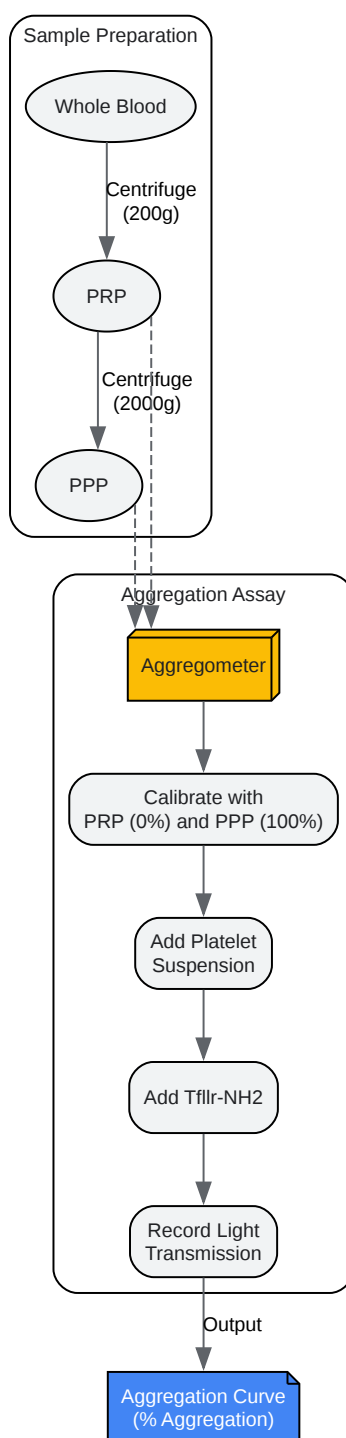 Sample Preparation
Whole Blood
Centrifuge
(200g)
PRP
Centrifuge
(2000g)
PPP
Aggregation Assay
Aggregometer
Calibrate with
PRP (0%) and PPP (100%)
Add Platelet
Suspension
Add Tfllr-NH2
Record Light
Transmission
Output
Aggregation Curve
(% Aggregation)